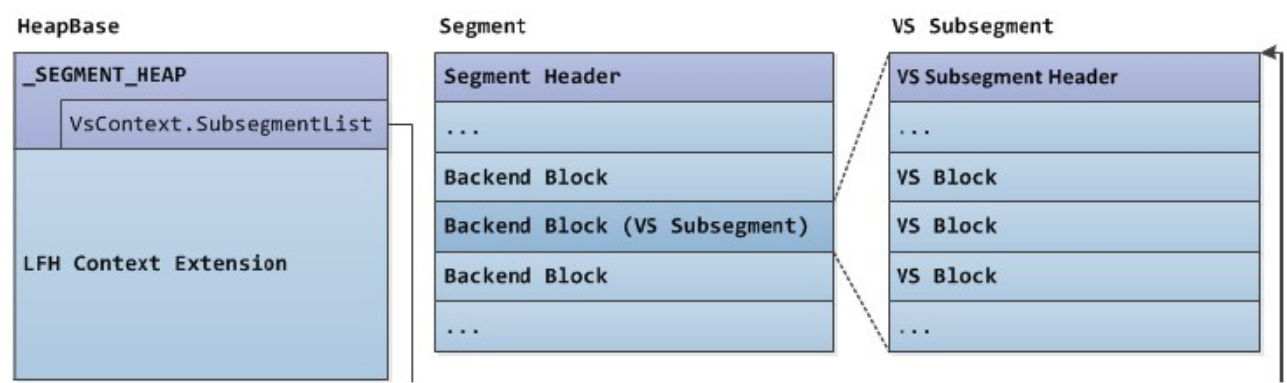 HeapBase
_SEGMENT_HEAP
VsContext.SubsegmentList
LFH Context Extension
Segment
Segment Header
...
Backend Block
Backend Block (VS Subsegment)
Backend Block
...
VS Subsegment
VS Subsegment Header
...
VS Block
VS Block
VS Block
...